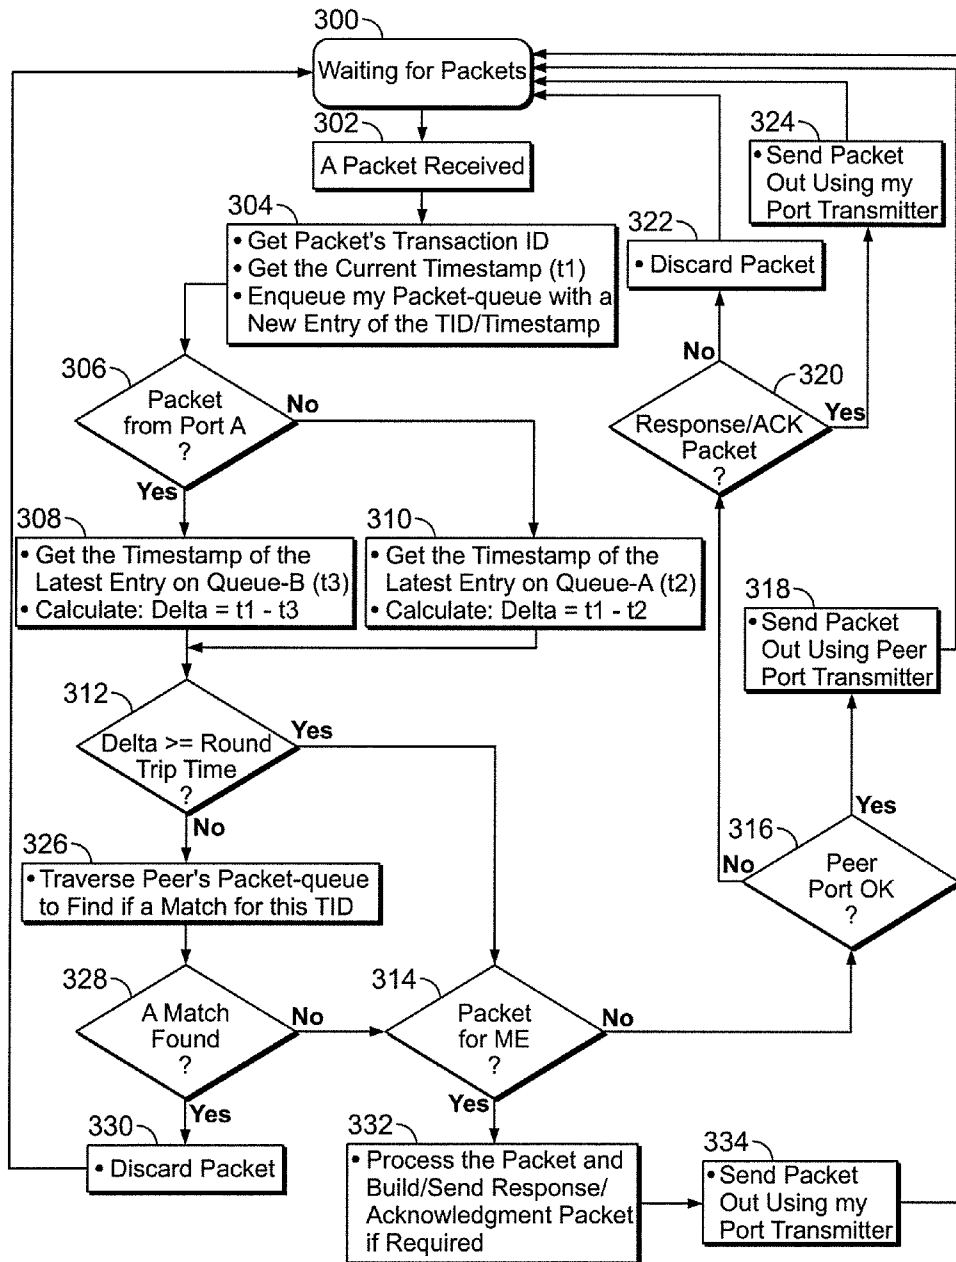 300
Waiting for Packets
302
A Packet Received
304
• Get Packet's Transaction ID
• Get the Current Timestamp (t1)
• Enqueue my Packet-queue with a
New Entry of the TID/Timestamp
306
Packet
from Port A
?
No
Yes
308
• Get the Timestamp of the
Latest Entry on Queue-B (t3)
• Calculate: Delta = t1 - t3
310
• Get the Timestamp of the
Latest Entry on Queue-A (t2)
• Calculate: Delta = t1 - t2
312
Delta >= Round
Trip Time
?
Yes
No
326
• Traverse Peer's Packet-queue
to Find if a Match for this TID
328
A Match
Found
?
No
Yes
330
• Discard Packet
314
Packet
for ME
?
No
Yes
332
• Process the Packet and
Build/Send Response/
Acknowledgment Packet
if Required
334
• Send Packet
Out Using my
Port Transmitter
316
Peer
Port OK
?
No
Yes
318
• Send Packet
Out Using Peer
Port Transmitter
320
Response/ACK
Packet
?
No
Yes
322
• Discard Packet
324
• Send Packet
Out Using my
Port Transmitter